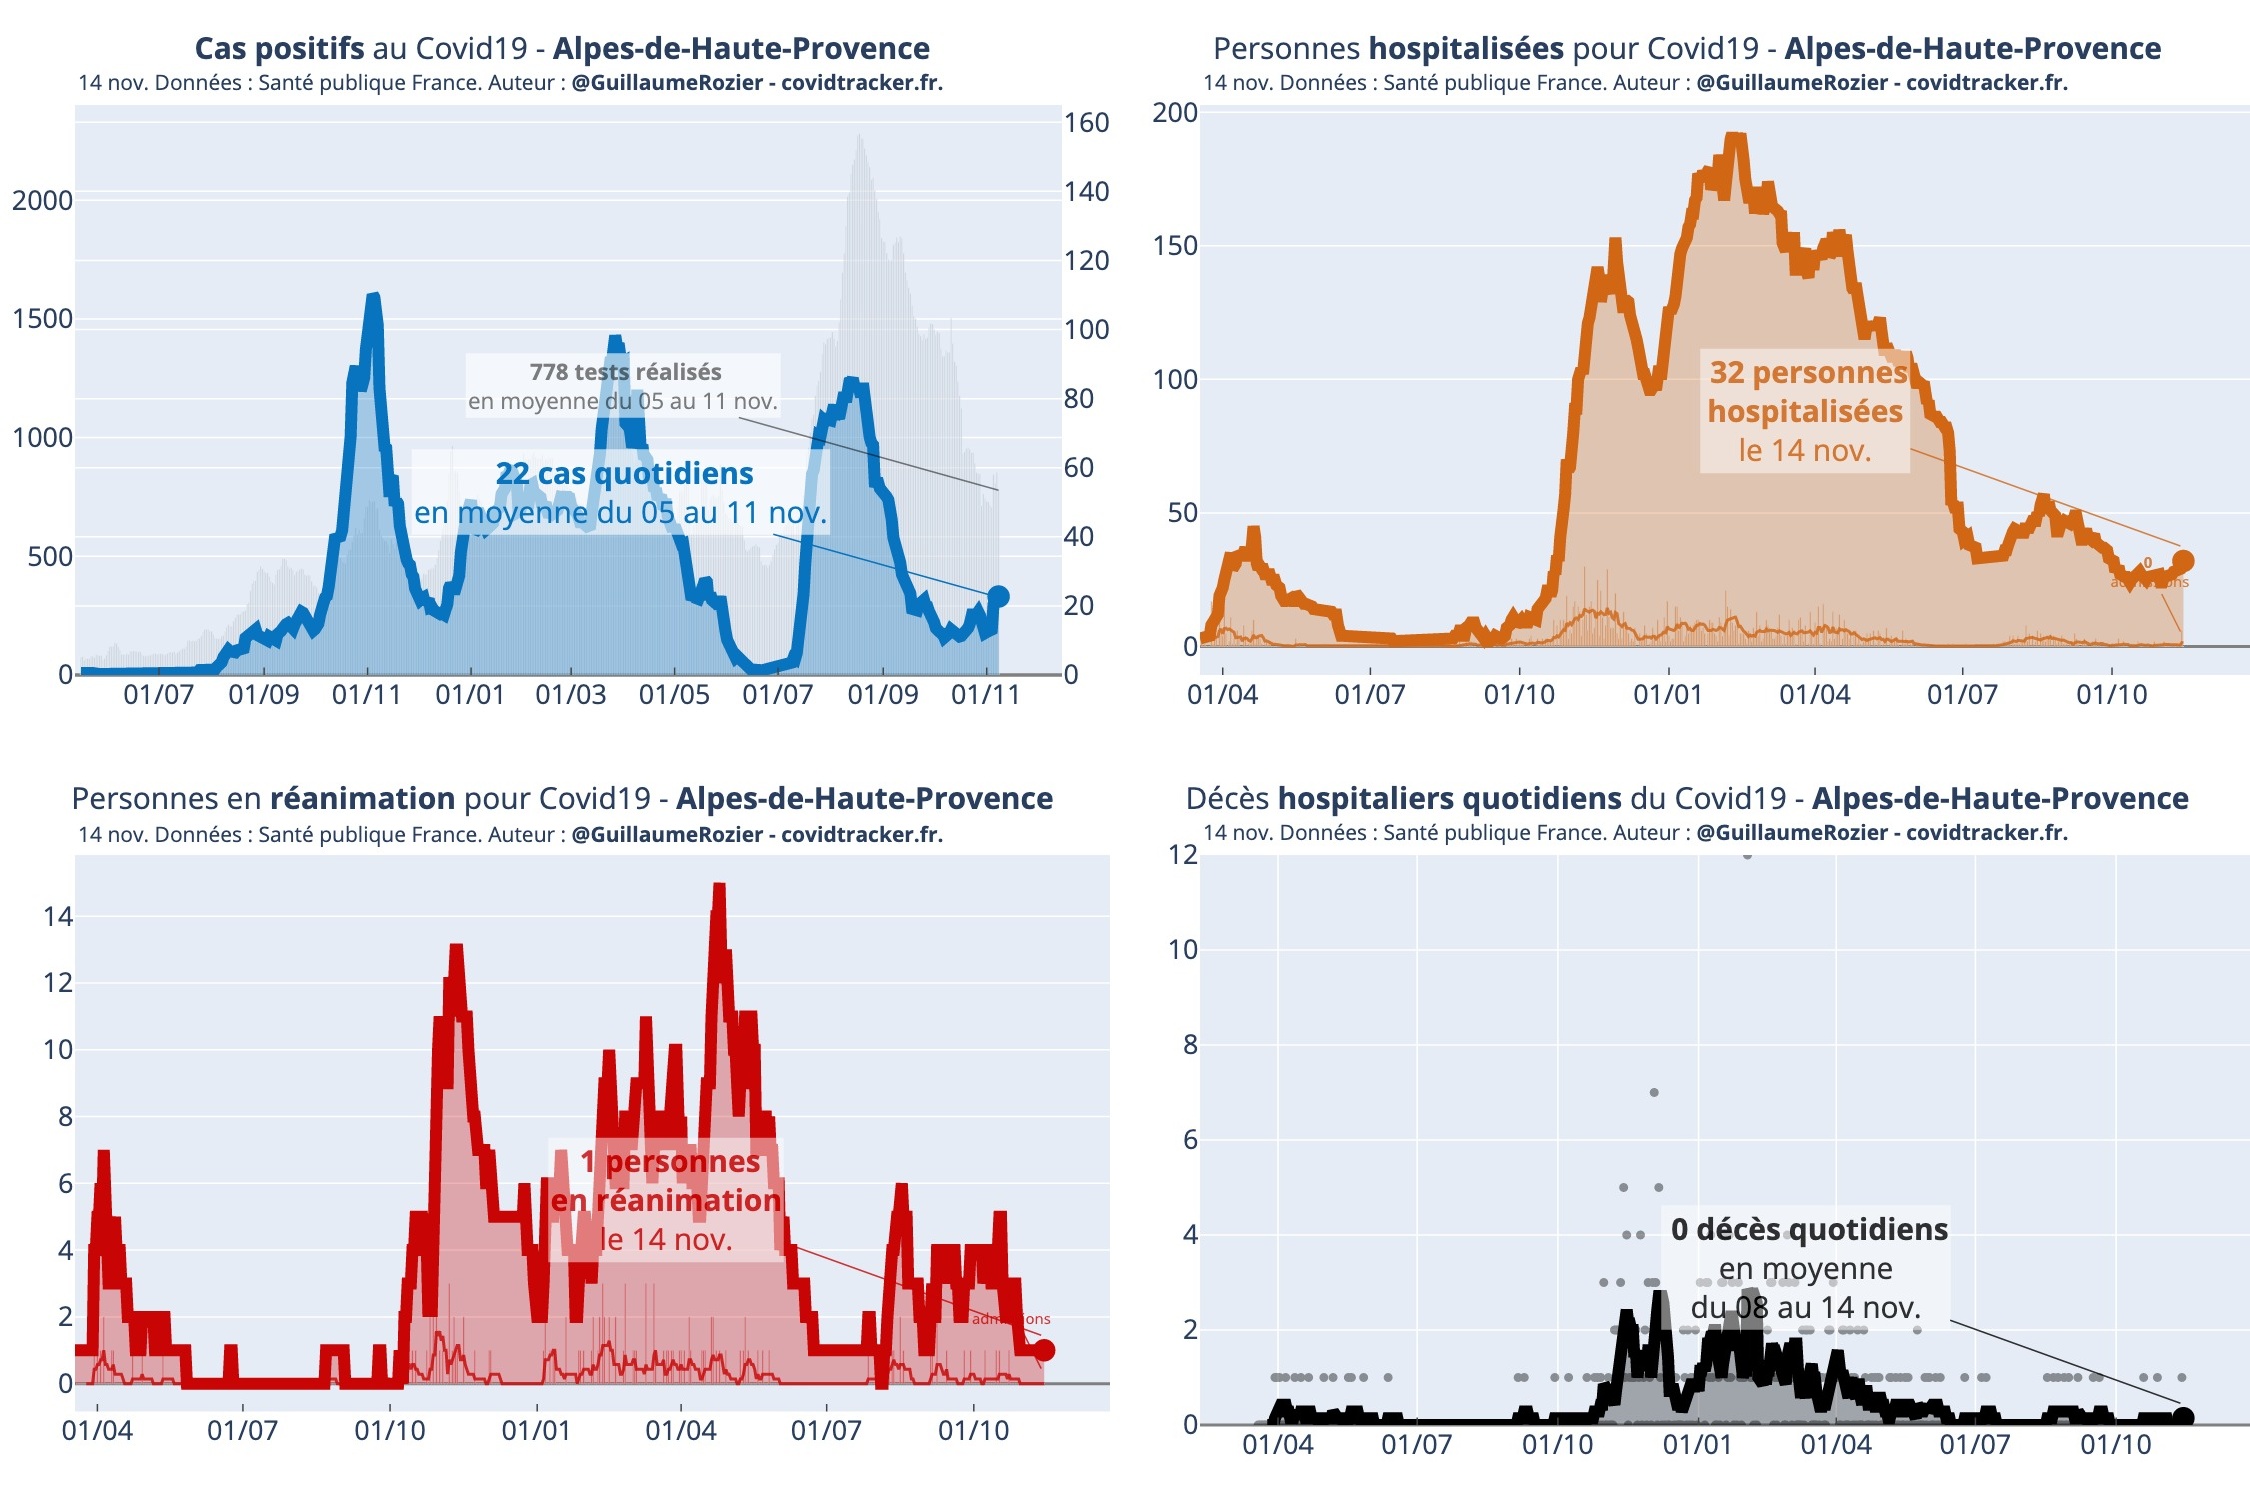 Cas positifs au Covid19 - Alpes-de-Haute-Provence
14 nov. Données : Santé publique France. Auteur : @GuillaumeRozier - covidtracker.fr.
160
140
120
100
80
60
40
20
0
2000
1500
1000
500
0
778 tests réalisés
en moyenne du 05 au 11 nov.
22 cas quotidiens
en moyenne du 05 au 11 nov.
01/07 01/09 01/11 01/01 01/03 01/05 01/07 01/09 01/11
Personnes hospitalisées pour Covid19 - Alpes-de-Haute-Provence
14 nov. Données : Santé publique France. Auteur : @GuillaumeRozier - covidtracker.fr.
200
150
100
50
0
32 personnes
hospitalisées
le 14 nov.
0
01/04 01/07 01/10 01/01 01/04 01/07 01/10
Personnes en réanimation pour Covid19 - Alpes-de-Haute-Provence
14 nov. Données : Santé publique France. Auteur : @GuillaumeRozier - covidtracker.fr.
14
12
10
8
6
4
2
0
1 personnes
en réanimation
le 14 nov.
01/04 01/07 01/10 01/01 01/04 01/07 01/10
Décès hospitaliers quotidiens du Covid19 - Alpes-de-Haute-Provence
14 nov. Données : Santé publique France. Auteur : @GuillaumeRozier - covidtracker.fr.
12
10
8
6
4
2
0
0 décès quotidiens
en moyenne
du 08 au 14 nov.
01/04 01/07 01/10 01/01 01/04 01/07 01/10